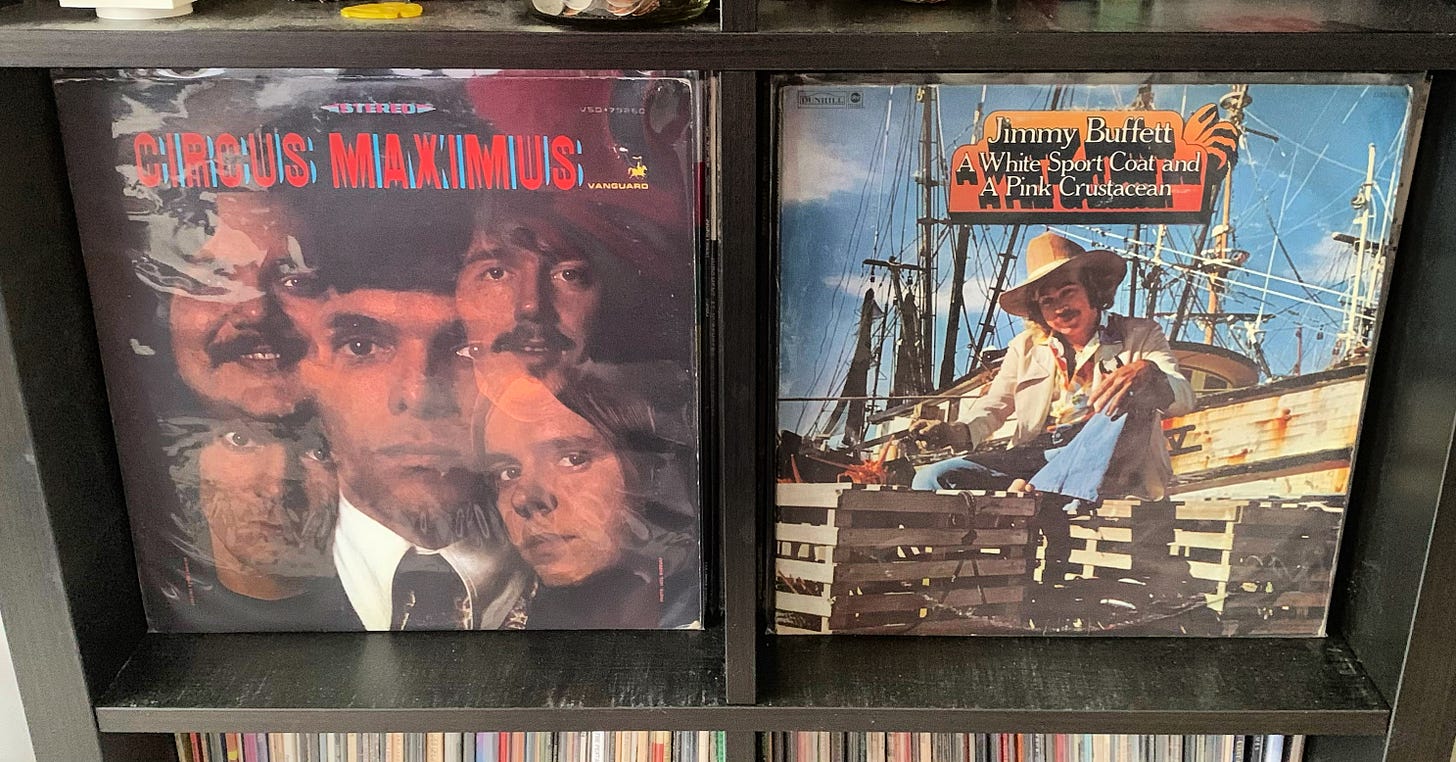 STEREO
VSD•79260
CIRCUS MAXIMUS
VANGUARD
DUNHILL
Jimmy Buffett
A White Sport Coat and
A Pink Crustacean